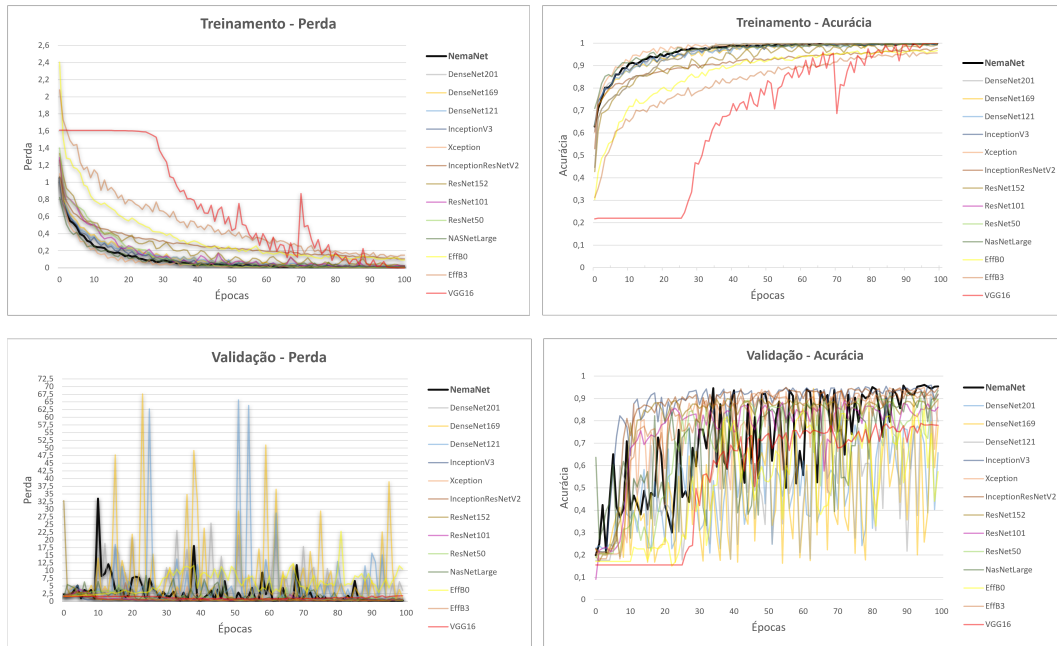 Treinamento - Perda
2,6
2,4
2,2
2
1,8
1,6
1,4
1,2
1
0,8
0,6
0,4
0,2
0
Perda
0 10 20 30 40 50 60 70 80 90 100
Épocas
NemaNet
DenseNet201
DenseNet169
DenseNet121
InceptionV3
Xception
InceptionResNetV2
ResNet152
ResNet101
ResNet50
NASNetLarge
EffB0
EffB3
VGG16
Treinamento - Acurácia
1
0,9
0,8
0,7
0,6
0,5
0,4
0,3
0,2
0,1
0
Acurácia
0 10 20 30 40 50 60 70 80 90 100
Épocas
NemaNet
DenseNet201
DenseNet169
DenseNet121
InceptionV3
Xception
InceptionResNetV2
ResNet152
ResNet101
ResNet50
NasNetLarge
EffB0
EffB3
VGG16
Validação - Perda
72,5
70
67,5
65
62,5
60
57,5
55
52,5
50
47,5
45
42,5
40
37,5
35
32,5
30
27,5
25
22,5
20
17,5
15
12,5
10
7,5
5
2,5
0
Perda
0 10 20 30 40 50 60 70 80 90 100
Épocas
NemaNet
DenseNet201
DenseNet169
DenseNet121
InceptionV3
Xception
InceptionResNetV2
ResNet152
ResNet101
ResNet50
NasNetLarge
EffB0
EffB3
VGG16
Validação - Acurácia
1
0,9
0,8
0,7
0,6
0,5
0,4
0,3
0,2
0,1
0
Acurácia
0 10 20 30 40 50 60 70 80 90 100
Épocas
NemaNet
DenseNet201
DenseNet169
DenseNet121
InceptionV3
Xception
InceptionResNetV2
ResNet152
ResNet101
ResNet50
NasNetLarge
EffB0
EffB3
VGG16